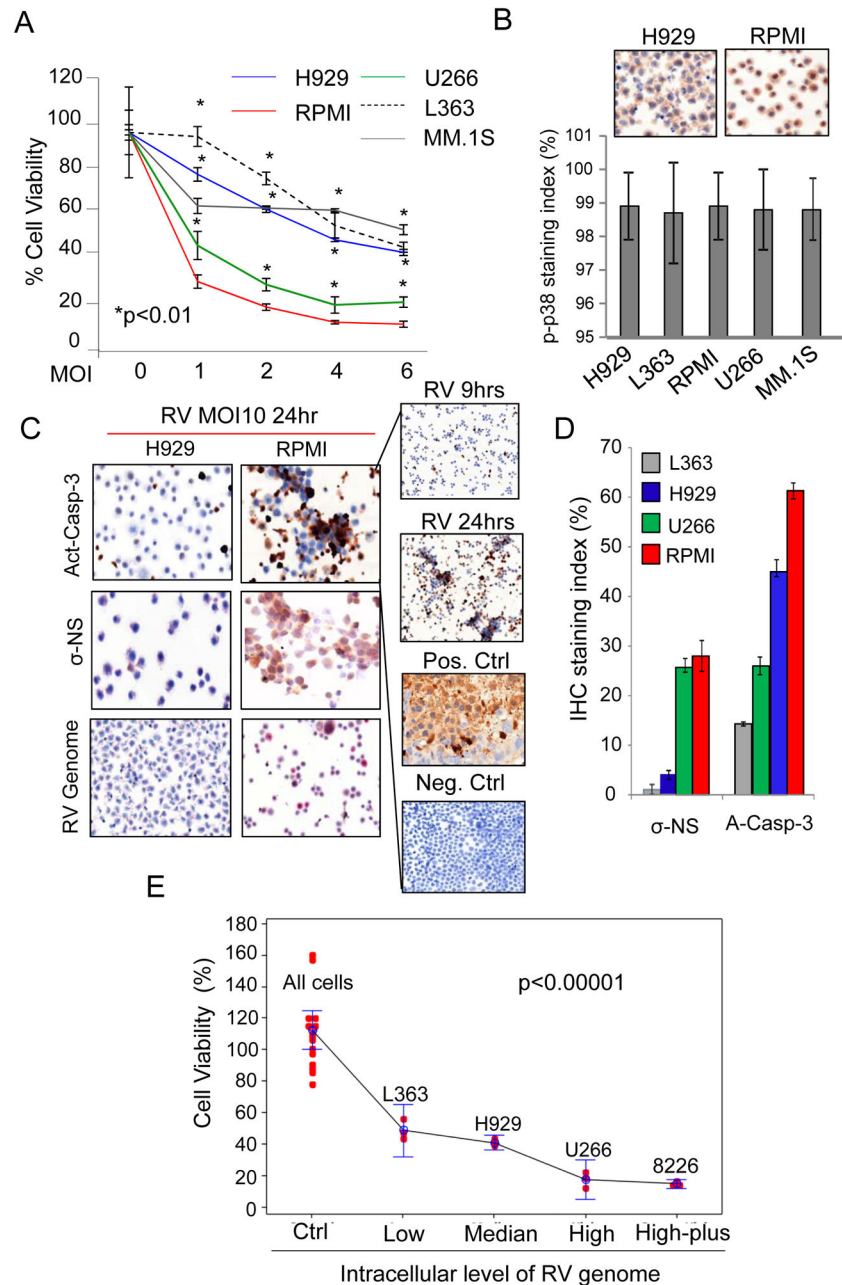 A
120
100
80
60
40
20
0
% Cell Viability
H929
RPMI
U266
L363
MM.1S
* * * * * * * * * * * * *
*p<0.01
MOI 0 1 2 4 6
B
H929 RPMI
101
100
99
98
97
96
95
p-p38 staining index (%)
H929 L363 RPMI U266 MM.1S
C
RV MOI10 24hr
H929 RPMI
Act-Casp-3
σ-NS
RV Genome
RV 9hrs
RV 24hrs
Pos. Ctrl
Neg. Ctrl
D
70
60
50
40
30
20
10
0
IHC staining index (%)
L363
H929
U266
RPMI
σ-NS A-Casp-3
E
180
160
140
120
100
80
60
40
20
0
Cell Viability (%)
All cells
p<0.00001
L363
H929
U266
8226
Ctrl Low Median High High-plus
Intracellular level of RV genome